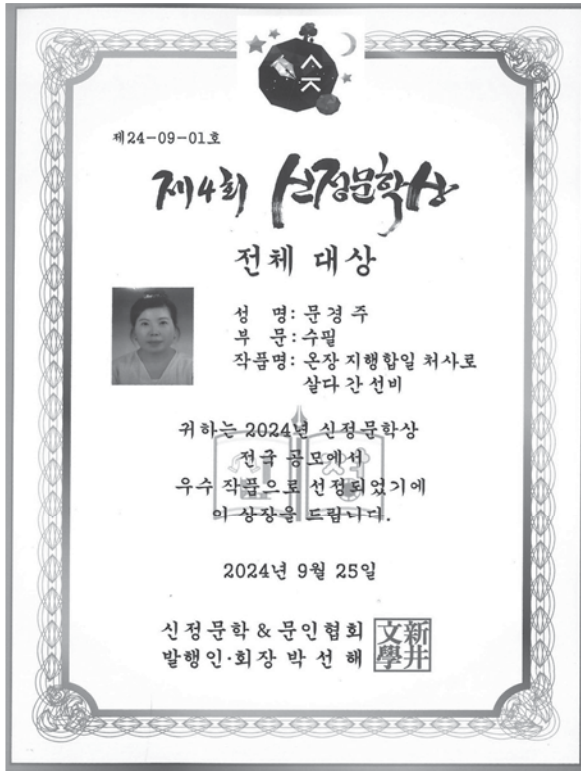 제24-09-01호
제4회 신정문학상
전체 대상
성 명: 문경주
부 문: 수필
작품명: 온장 지행합일 처사로
살다 간 선비
귀하는 2024년 신정문학상
전국 공모에서
우수 작품으로 선정되었기에
이 상장을 드립니다.
신정
2024년 9월 25일
신정문학 & 문인협회
발행인·회장 박선해
新井文學